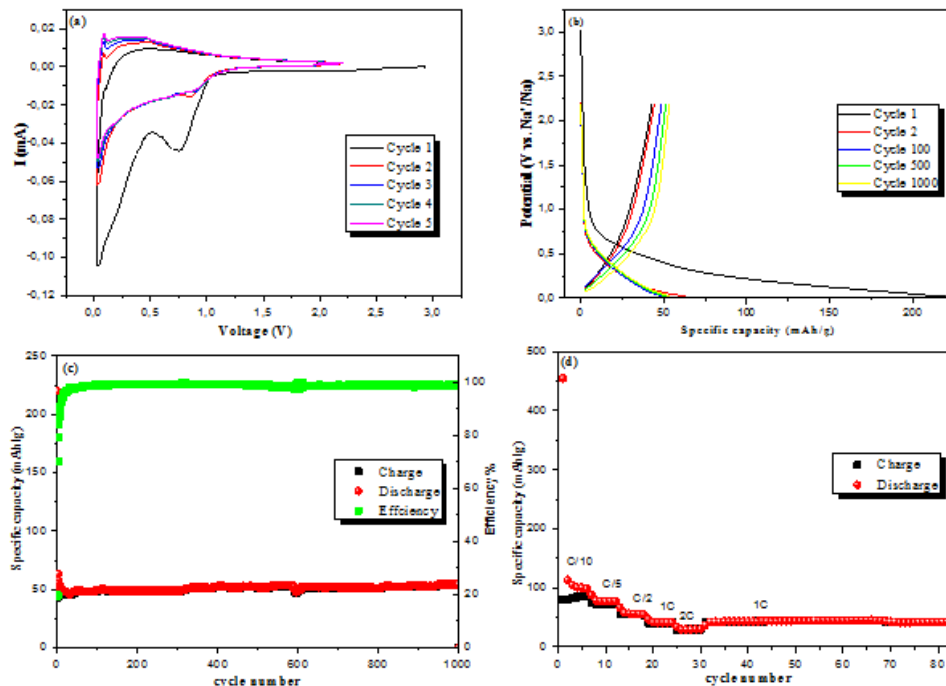 (a)
0,02
0,00
-0,02
-0,04
-0,06
-0,08
-0,10
-0,12
I (mA)
Cycle 1
Cycle 2
Cycle 3
Cycle 4
Cycle 5
0,0 0,5 1,0 1,5 2,0 2,5 3,0
Voltage (V)
(b)
3,0
2,5
2,0
1,5
1,0
0,5
0,0
Potential (V vs. Na⁺/Na)
Cycle 1
Cycle 2
Cycle 100
Cycle 500
Cycle 1000
0 50 100 150 200
Specific capacity (mAh/g)
(c)
250
200
150
100
50
0
Specific capacity (mAh/g)
Charge
Discharge
Effciency
100
80
60
40
20
0
Efficiency%
0 200 400 600 800 1000
cycle number
(d)
500
400
300
200
100
0
Specific capacity (mAh/g)
Charge
Discharge
C/10
C/5
C/2
1C
2C
1C
0 10 20 30 40 50 60 70 80
cycle number